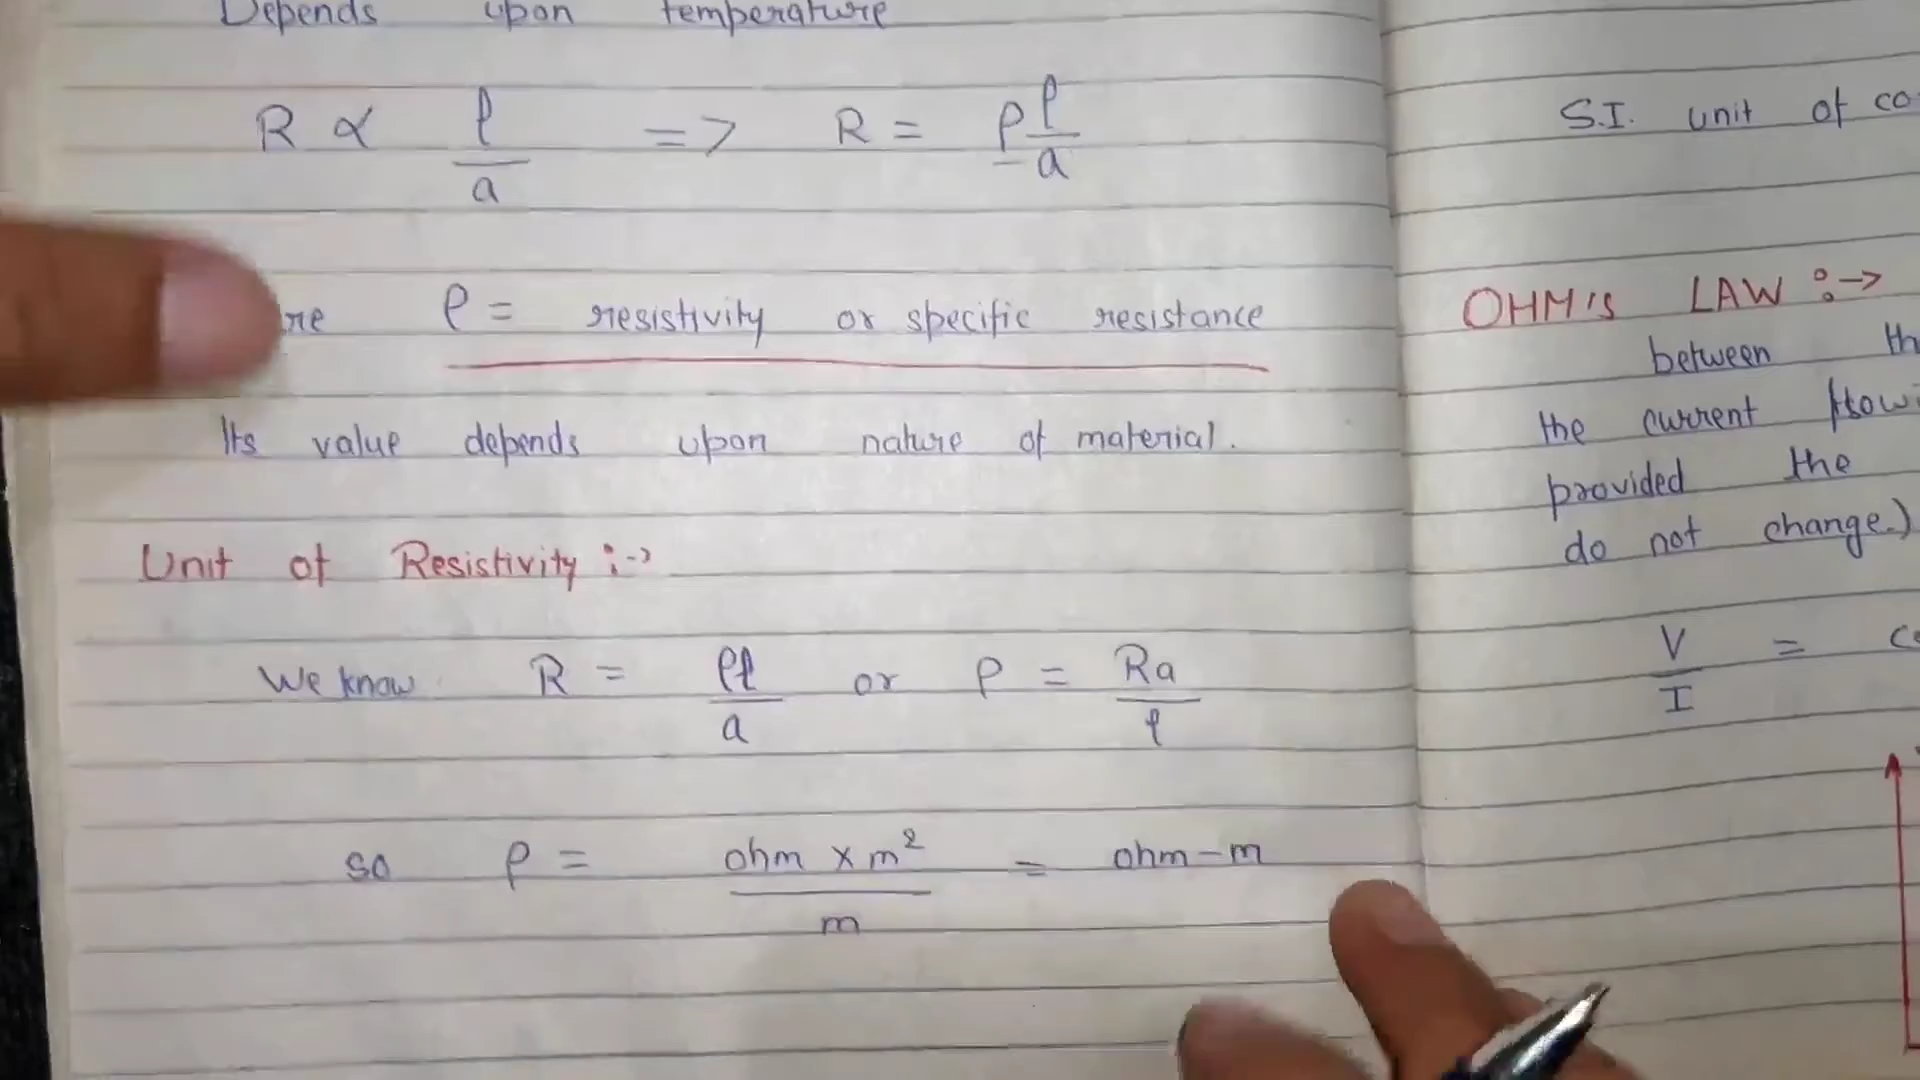 Depends upon temperature
R ∝ l/a => R = ρ l/a
ρ = resistivity or specific resistance
Its value depends upon nature of material.
Unit of Resistivity :->
We know R = ρl/a or ρ = Ra/l
so ρ = ohm x m²/m = ohm-m
S.I. unit of
OHM's LAW :->
between
the current
provided the
do not change.)
V/I =